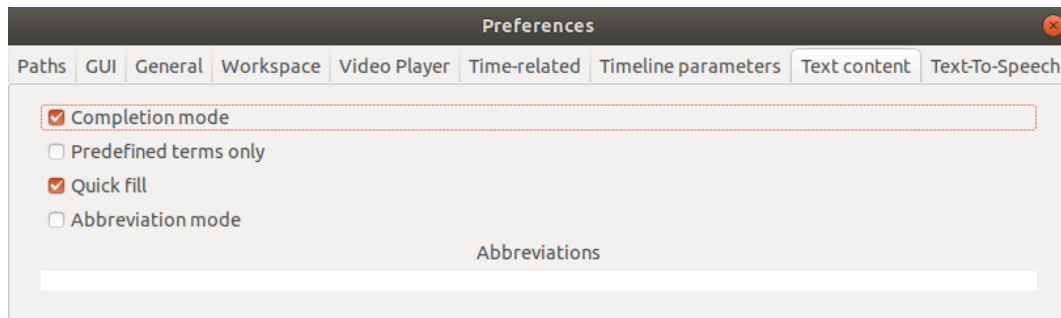 Preferences
Paths GUI General Workspace Video Player Time-related Timeline parameters Text content Text-To-Speech
Completion mode
Predefined terms only
Quick fill
Abbreviation mode
Abbreviations